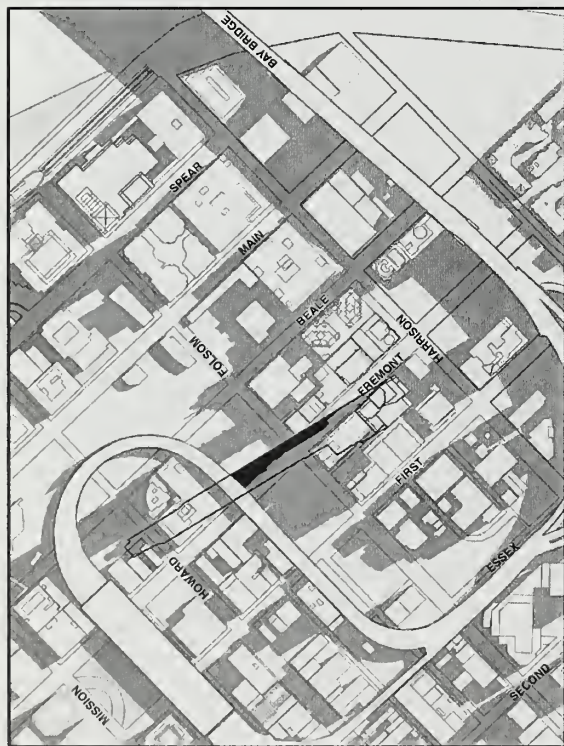 BAY BRIDGE
SPEAR
MAIN
BEALE
FOLSOM
HARRISON
FREMONT
FIRST
HOWARD
ESSEX
MISSION
SECOND